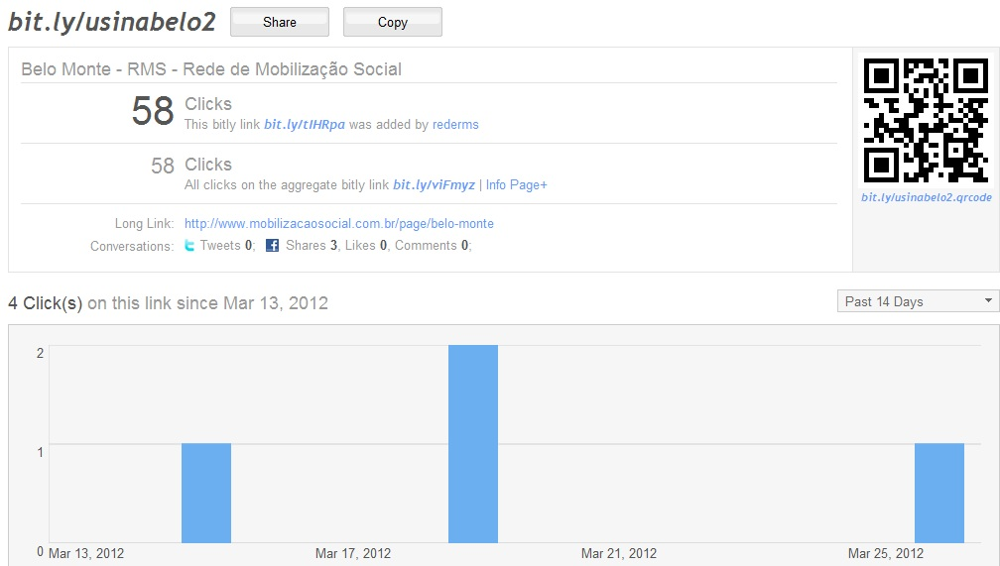 bit.ly/usinabelo2 Share Copy
Belo Monte - RMS - Rede de Mobilização Social
58 Clicks
This bitly link bit.ly/tIHRpa was added by rederms
58 Clicks
All clicks on the aggregate bitly link bit.ly/viFmyz | Info Page+
bit.ly/usinabelo2.qrcode
Long Link: http://www.mobilizacaosocial.com.br/page/belo-monte
Conversations: Tweets 0; Shares 3, Likes 0, Comments 0;
4 Click(s) on this link since Mar 13, 2012 Past 14 Days
2
1
0 Mar 13, 2012 Mar 17, 2012 Mar 21, 2012 Mar 25, 2012